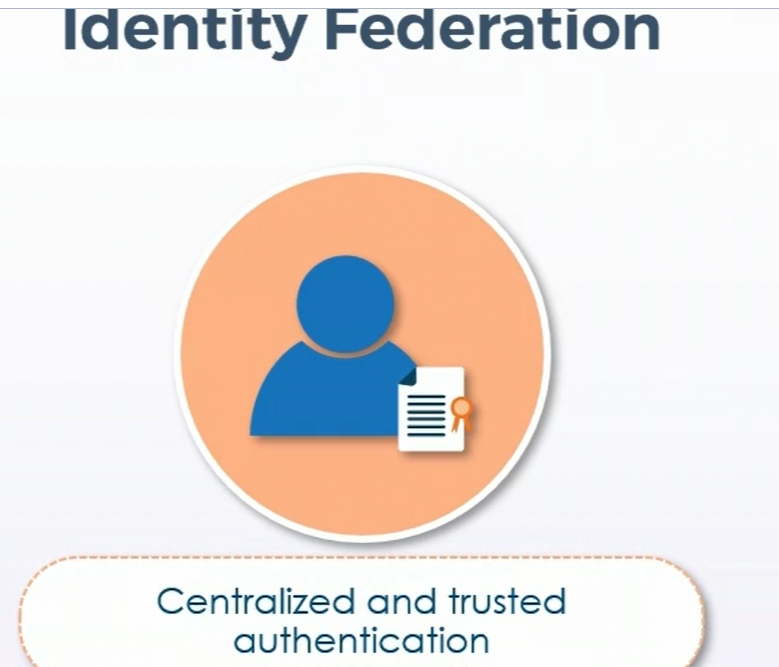 Identity Federation
Centralized and trusted
authentication